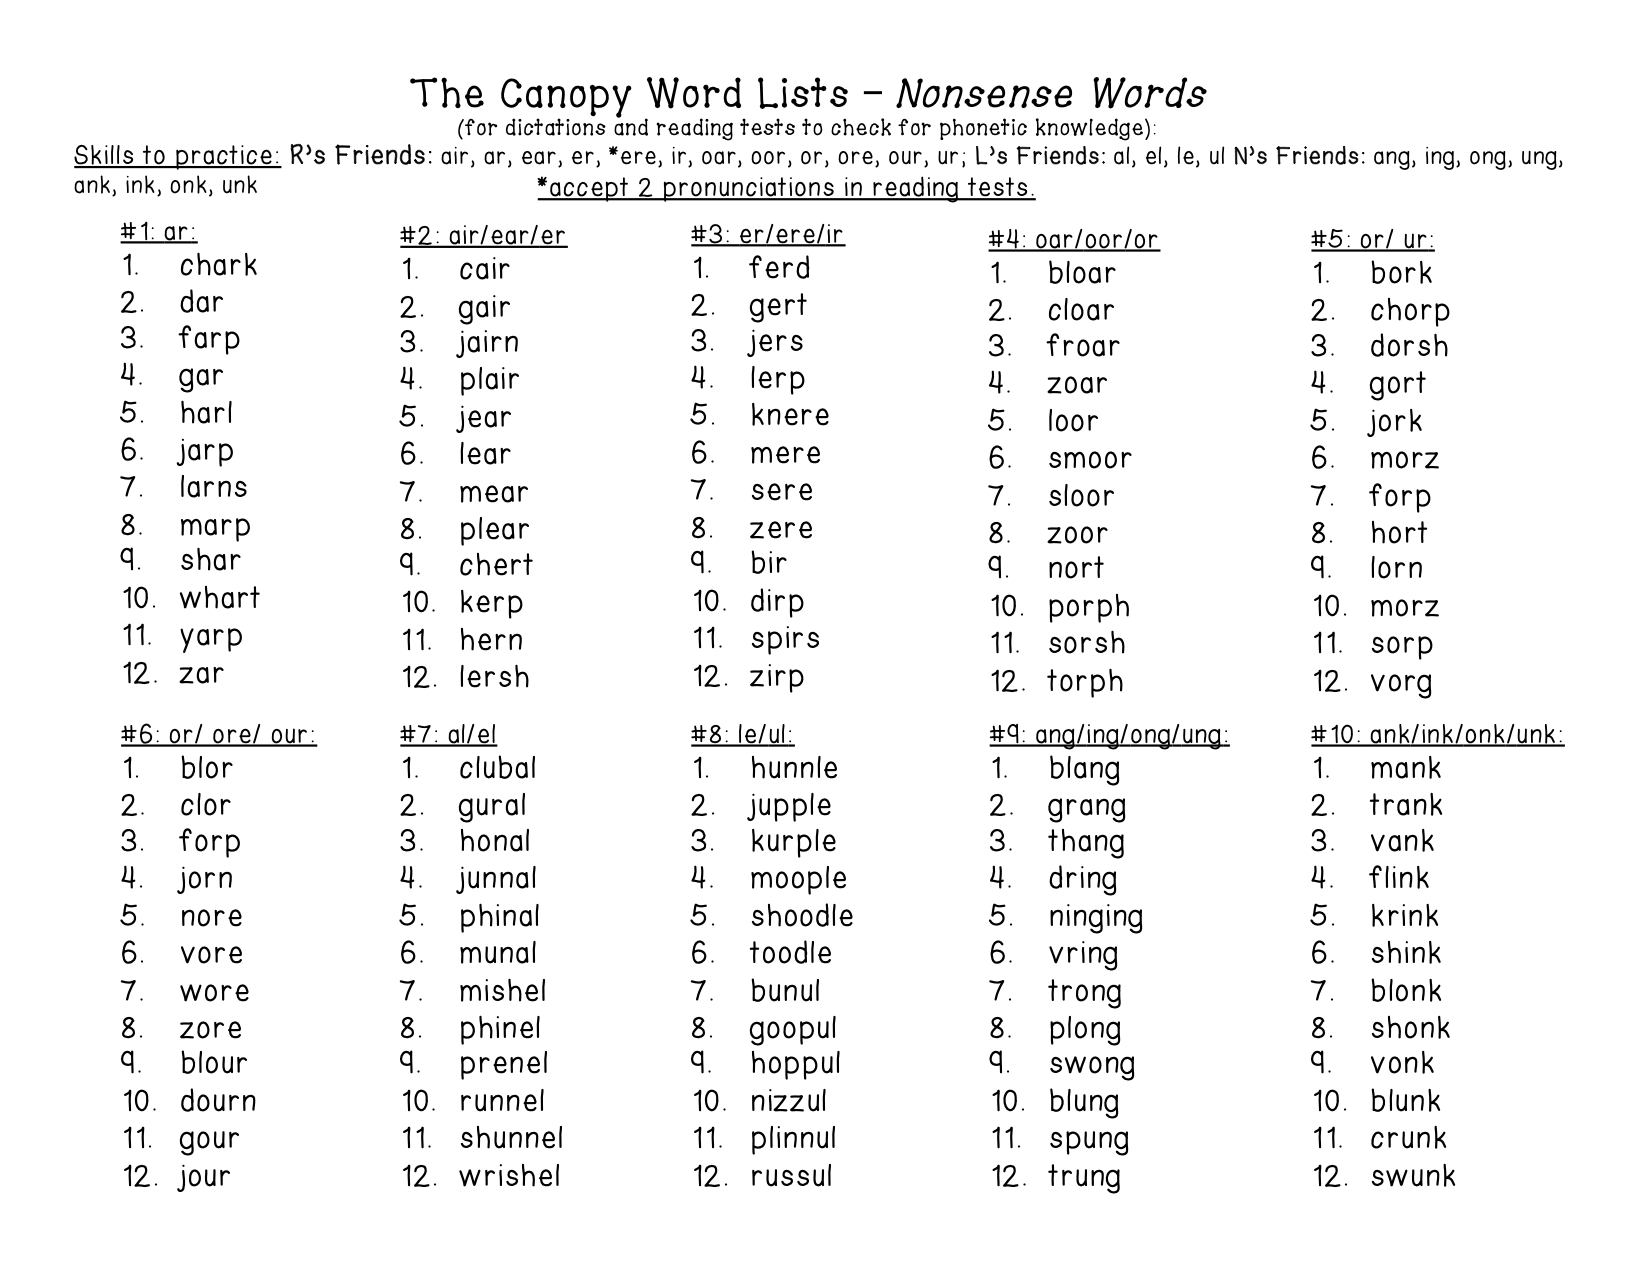 The Canopy Word Lists – Nonsense Words
(for dictations and reading tests to check for phonetic knowledge):
Skills to practice: R's Friends: air, ar, ear, er, *ere, ir, oar, oor, or, ore, our, ur; L's Friends: al, el, le, ul N's Friends: ang, ing, ong, ung,
ank, ink, onk, unk *accept 2 pronunciations in reading tests.
#1: ar:
1. chark
2. dar
3. farp
4. gar
5. harl
6. jarp
7. larns
8. marp
9. shar
10. whart
11. yarp
12. zar
#2: air/ear/er
1. cair
2. gair
3. jairn
4. plair
5. jear
6. lear
7. mear
8. plear
9. chert
10. kerp
11. hern
12. lersh
#3: er/ere/ir
1. ferd
2. gert
3. jers
4. lerp
5. knere
6. mere
7. sere
8. zere
9. bir
10. dirp
11. spirs
12. zirp
#4: oar/oor/or
1. bloar
2. cloar
3. froar
4. zoar
5. loor
6. smoor
7. sloor
8. zoor
9. nort
10. porph
11. sorsh
12. torph
#5: or/ ur:
1. bork
2. chorp
3. dorsh
4. gort
5. jork
6. morz
7. forp
8. hort
9. lorn
10. morz
11. sorp
12. vorg
#6: or/ ore/ our:
1. blor
2. clor
3. forp
4. jorn
5. nore
6. vore
7. wore
8. zore
9. blour
10. dourn
11. gour
12. jour
#7: al/el
1. clubal
2. gural
3. honal
4. junnal
5. phinal
6. munal
7. mishel
8. phinel
9. prenel
10. runnel
11. shunnel
12. wrishel
#8: le/ul:
1. hunnle
2. jupple
3. kurple
4. moople
5. shoodle
6. toodle
7. bunul
8. goopul
9. hoppul
10. nizzul
11. plinnul
12. russul
#9: ang/ing/ong/ung:
1. blang
2. grang
3. thang
4. dring
5. ninging
6. vring
7. trong
8. plong
9. swong
10. blung
11. spung
12. trung
#10: ank/ink/onk/unk:
1. mank
2. trank
3. vank
4. flink
5. krink
6. shink
7. blonk
8. shonk
9. vonk
10. blunk
11. crunk
12. swunk